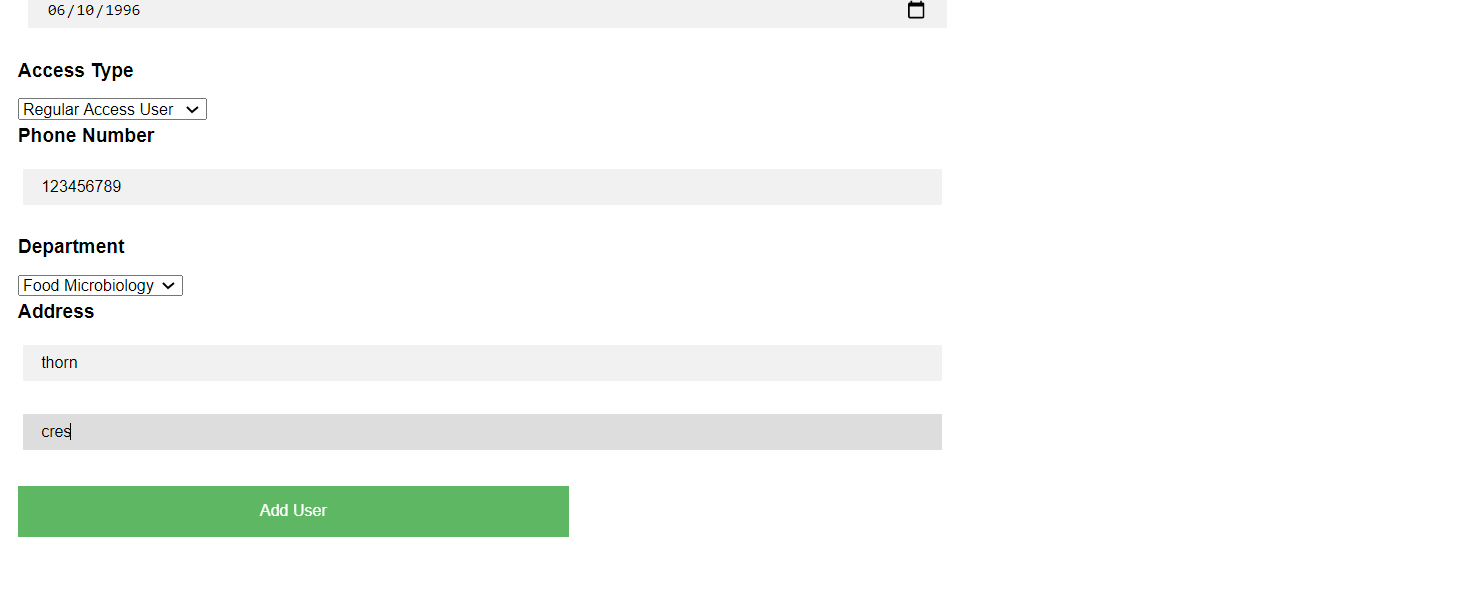 06/10/1996
Access Type
Regular Access User
Phone Number
123456789
Department
Food Microbiology
Address
thorn
cres
Add User